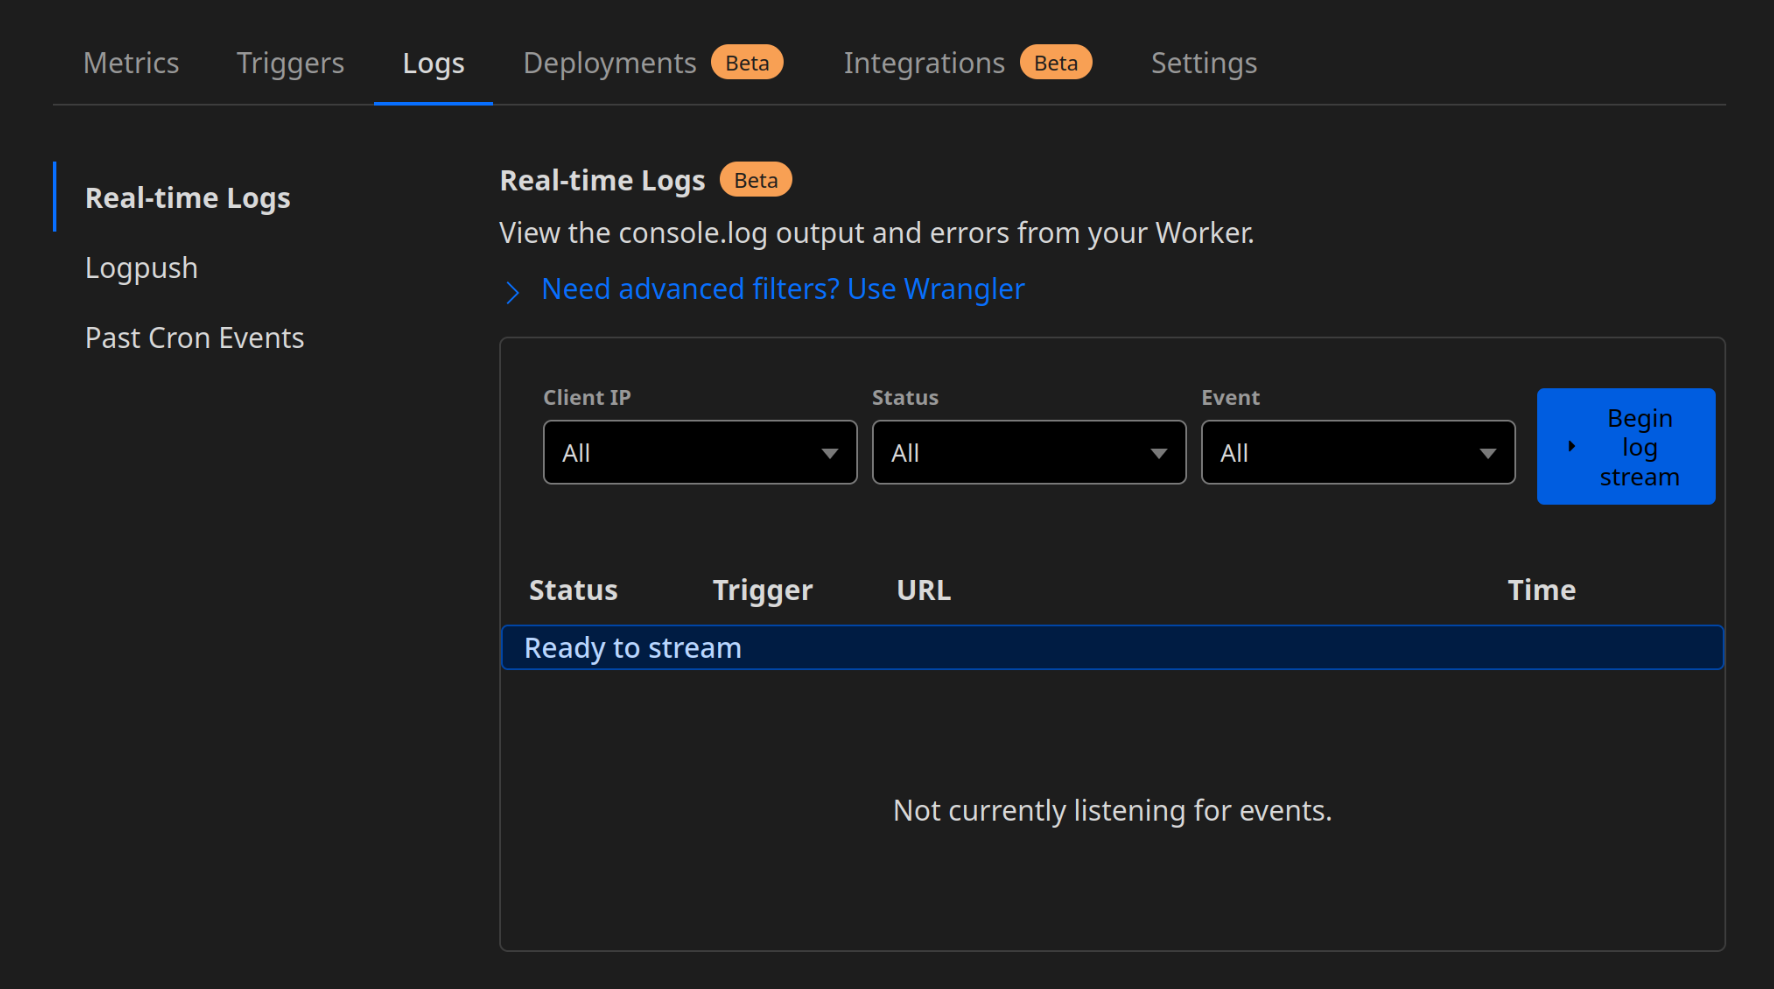 Metrics Triggers Logs Deployments Beta Integrations Beta Settings
Real-time Logs
Logpush
Past Cron Events
Real-time Logs Beta
View the console.log output and errors from your Worker.
Need advanced filters? Use Wrangler
Client IP Status Event
All All All
Begin
log
stream
Status Trigger URL Time
Ready to stream
Not currently listening for events.